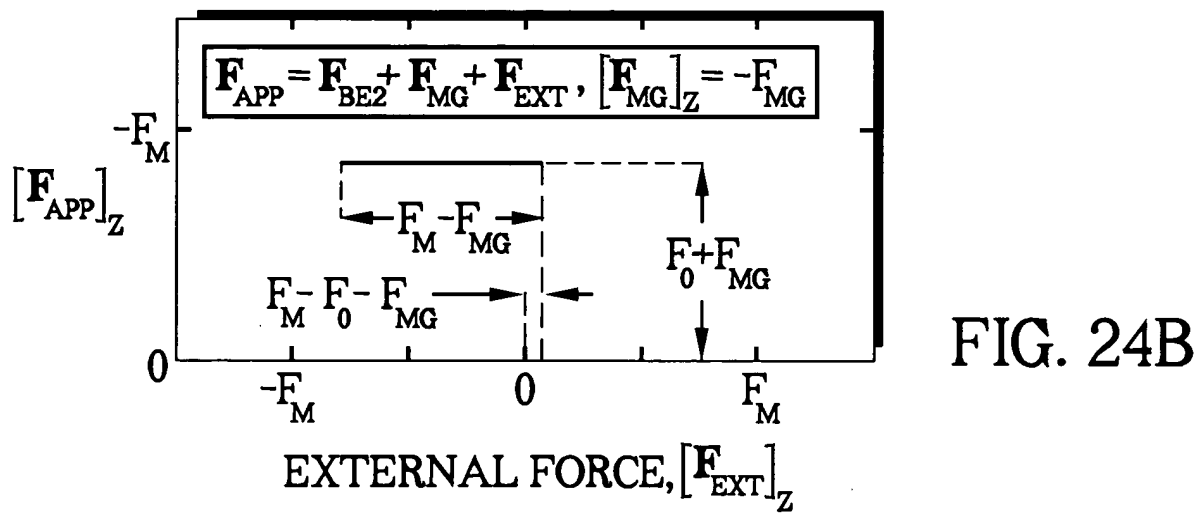 F_APP = F_BE2 + F_MG + F_EXT, [F_MG]_Z = -F_MG
-F_M
[F_APP]_Z
F_M - F_MG
F_0 + F_MG
F_M - F_0 - F_MG
0
-F_M 0 F_M
EXTERNAL FORCE, [F_EXT]_Z
FIG. 24B